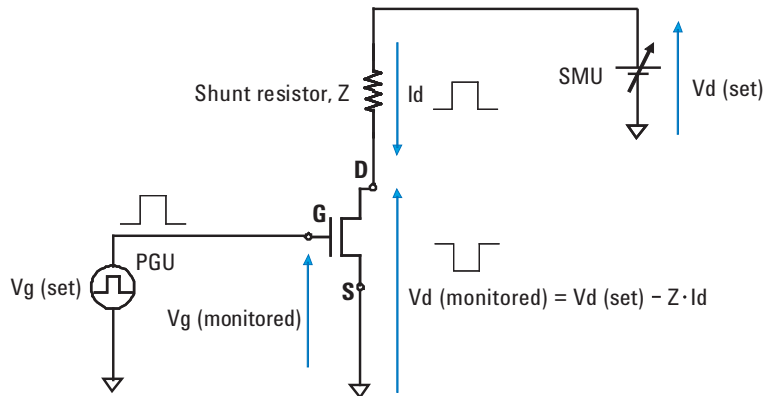 SMU
Vd (set)
Shunt resistor, Z
Id
D
G
PGU
Vg (set)
S
Vg (monitored)
Vd (monitored) = Vd (set) – Z·Id